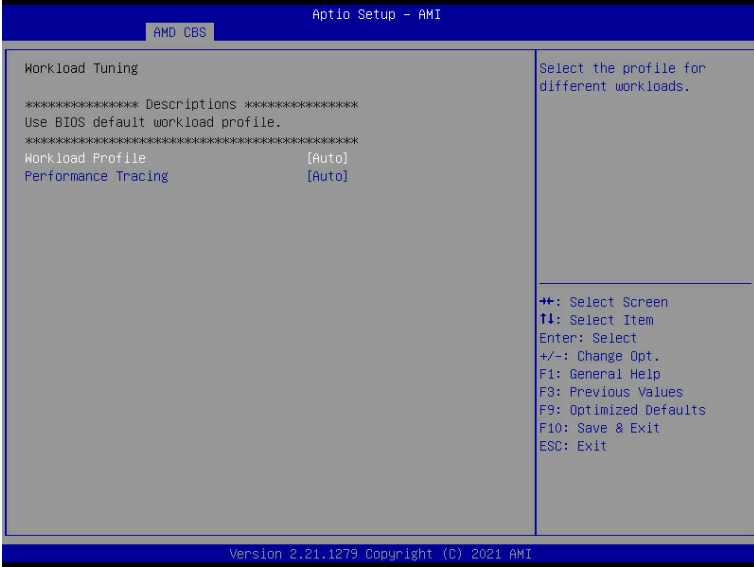 Aptio Setup – AMI
AMD CBS
Workload Tuning
**************** Descriptions ****************
Use BIOS default workload profile.
***********************************************
Workload Profile [Auto]
Performance Tracing [Auto]
Select the profile for
different workloads.
→←: Select Screen
↑↓: Select Item
Enter: Select
+/-: Change Opt.
F1: General Help
F3: Previous Values
F9: Optimized Defaults
F10: Save & Exit
ESC: Exit
Version 2.21.1279 Copyright (C) 2021 AMI